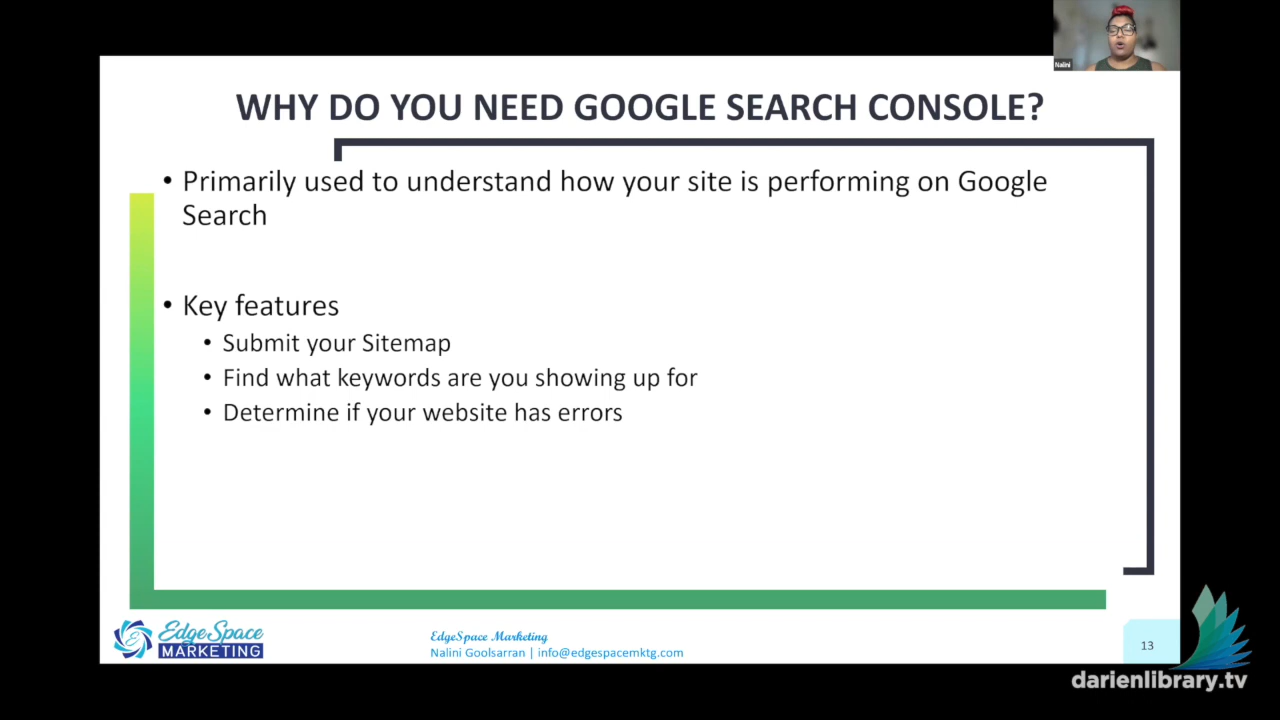 Nalini
WHY DO YOU NEED GOOGLE SEARCH CONSOLE?
• Primarily used to understand how your site is performing on Google
Search
• Key features
• Submit your Sitemap
• Find what keywords are you showing up for
• Determine if your website has errors
EdgeSpace
MARKETING
EdgeSpace Marketing
Nalini Goolsarran | info@edgespacemktg.com
13
darienlibrary.tv